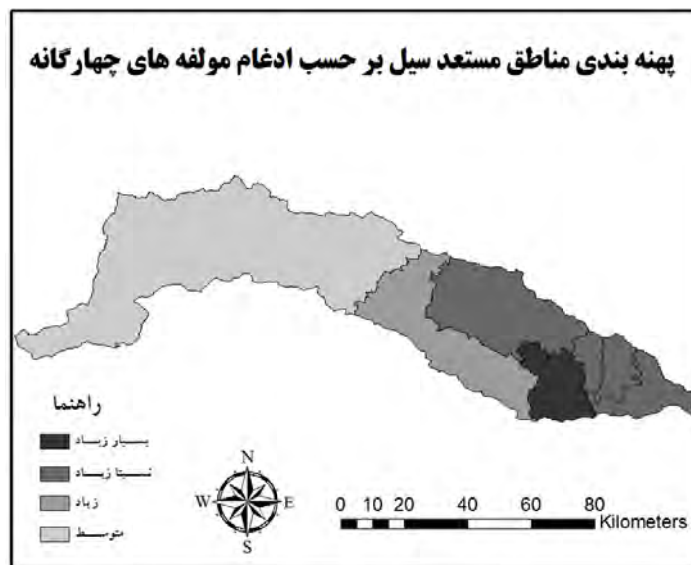 پهنه بندی مناطق مستعد سیل بر حسب ادغام مولفه های چهارگانه
راهنما
بسیار زیاد
نسبتا زیاد
زیاد
متوسط
N
W E
S
0 10 20 40 60 80
Kilometers